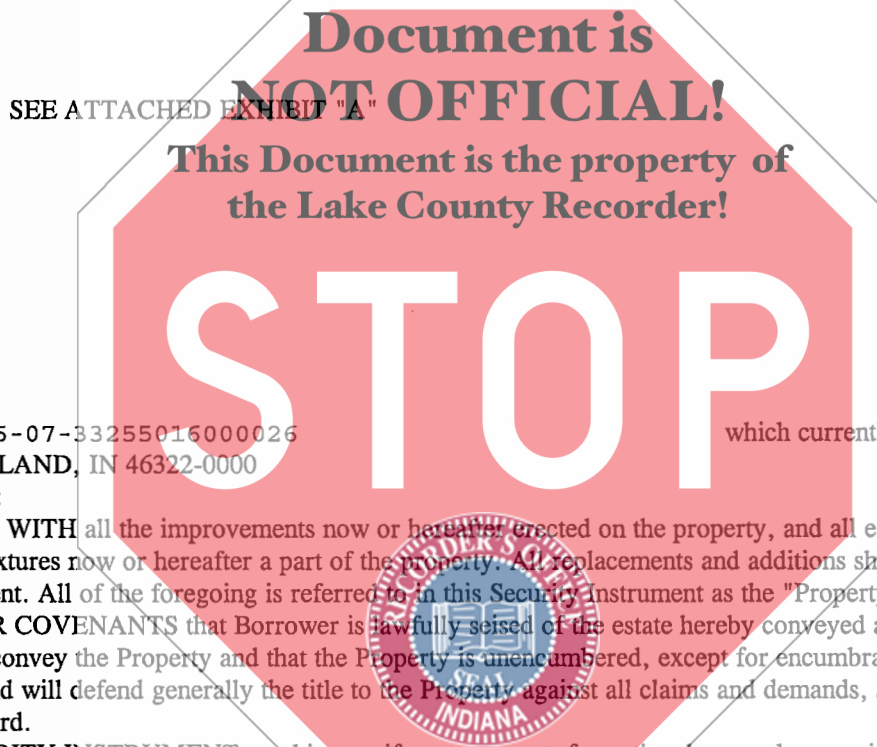 Document is
NOT OFFICIAL!
SEE ATTACHED EXHIBIT "A"
This Document is the property of
the Lake County Recorder!
STOP
5-07-33255016000026 which current
LAND, IN 46322-0000
:
WITH all the improvements now or hereafter erected on the property, and all e
xtures now or hereafter a part of the property. All replacements and additions sh
nt. All of the foregoing is referred to in this Security Instrument as the "Propert
R COVENANTS that Borrower is lawfully seised of the estate hereby conveyed a
convey the Property and that the Property is unencumbered, except for encumbra
d will defend generally the title to the Property against all claims and demands,
rd.
RECORDER'S OFFICE
SEAL
INDIANA
INSTRUMENT